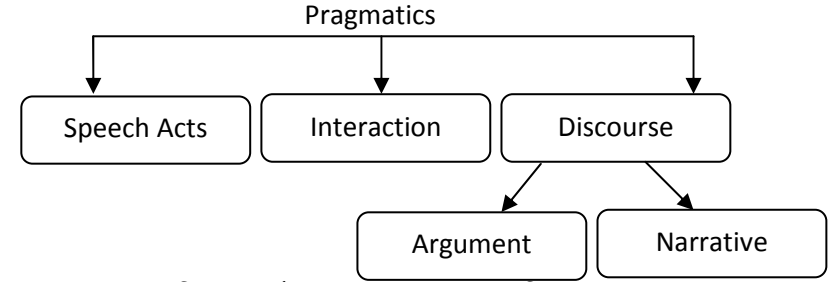 Pragmatics
Speech Acts
Interaction
Discourse
Argument
Narrative